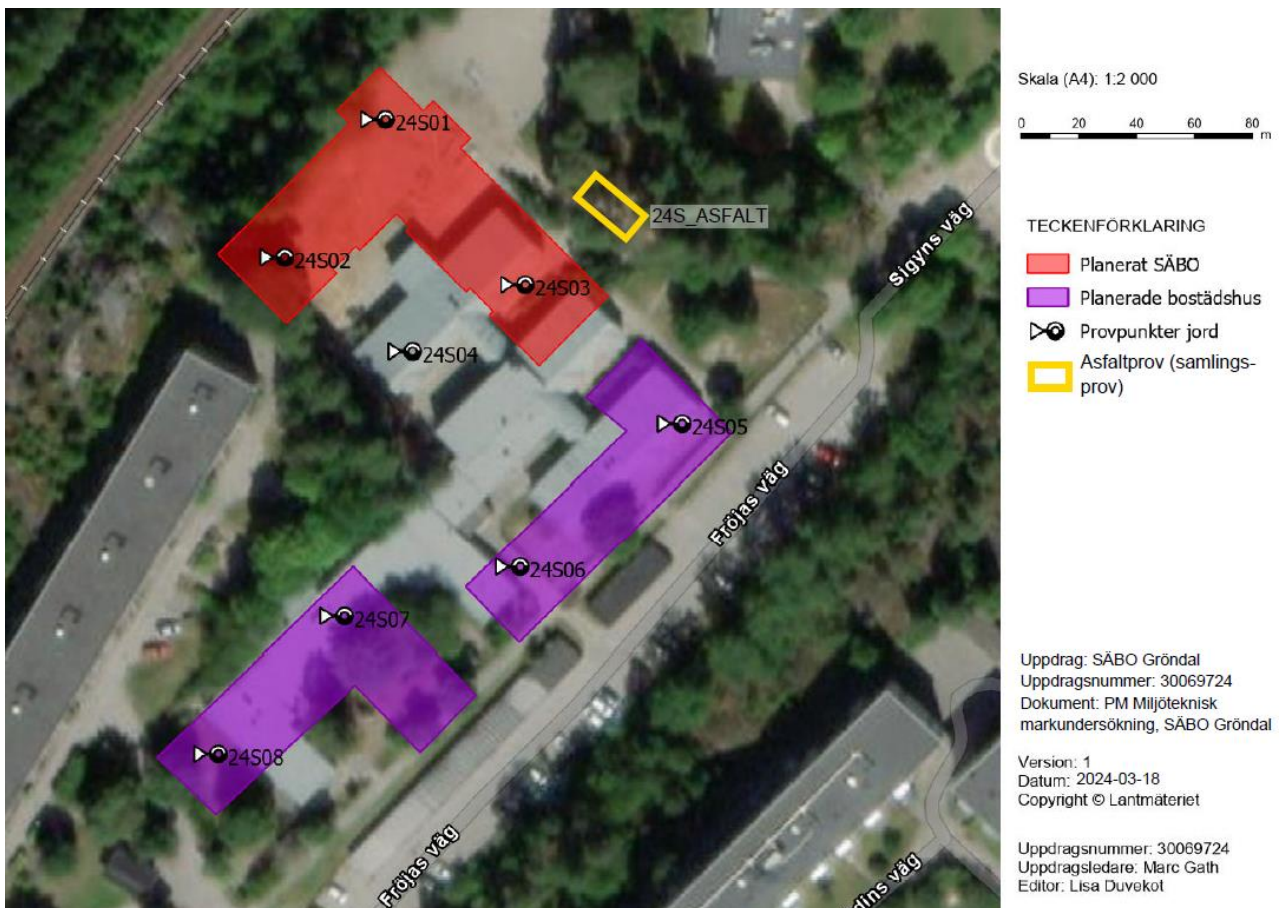 24S01
24S_ASFALT
24S02
24S03
Sigyns väg
24S04
24S05
Fröjas väg
24S06
24S07
24S08
Fröjas väg
dins väg
Skala (A4): 1:2 000
0 20 40 60 80
m
TECKENFÖRKLARING
Planerat SÄBO
Planerade bostädshus
Provpunkter jord
Asfaltprov (samlings-
prov)
Uppdrag: SÄBO Gröndal
Uppdragsnummer: 30069724
Dokument: PM Miljöteknisk
markundersökning, SÄBO Gröndal
Version: 1
Datum: 2024-03-18
Copyright © Lantmäteriet
Uppdragsnummer: 30069724
Uppdragsledare: Marc Gath
Editor: Lisa Duvekot